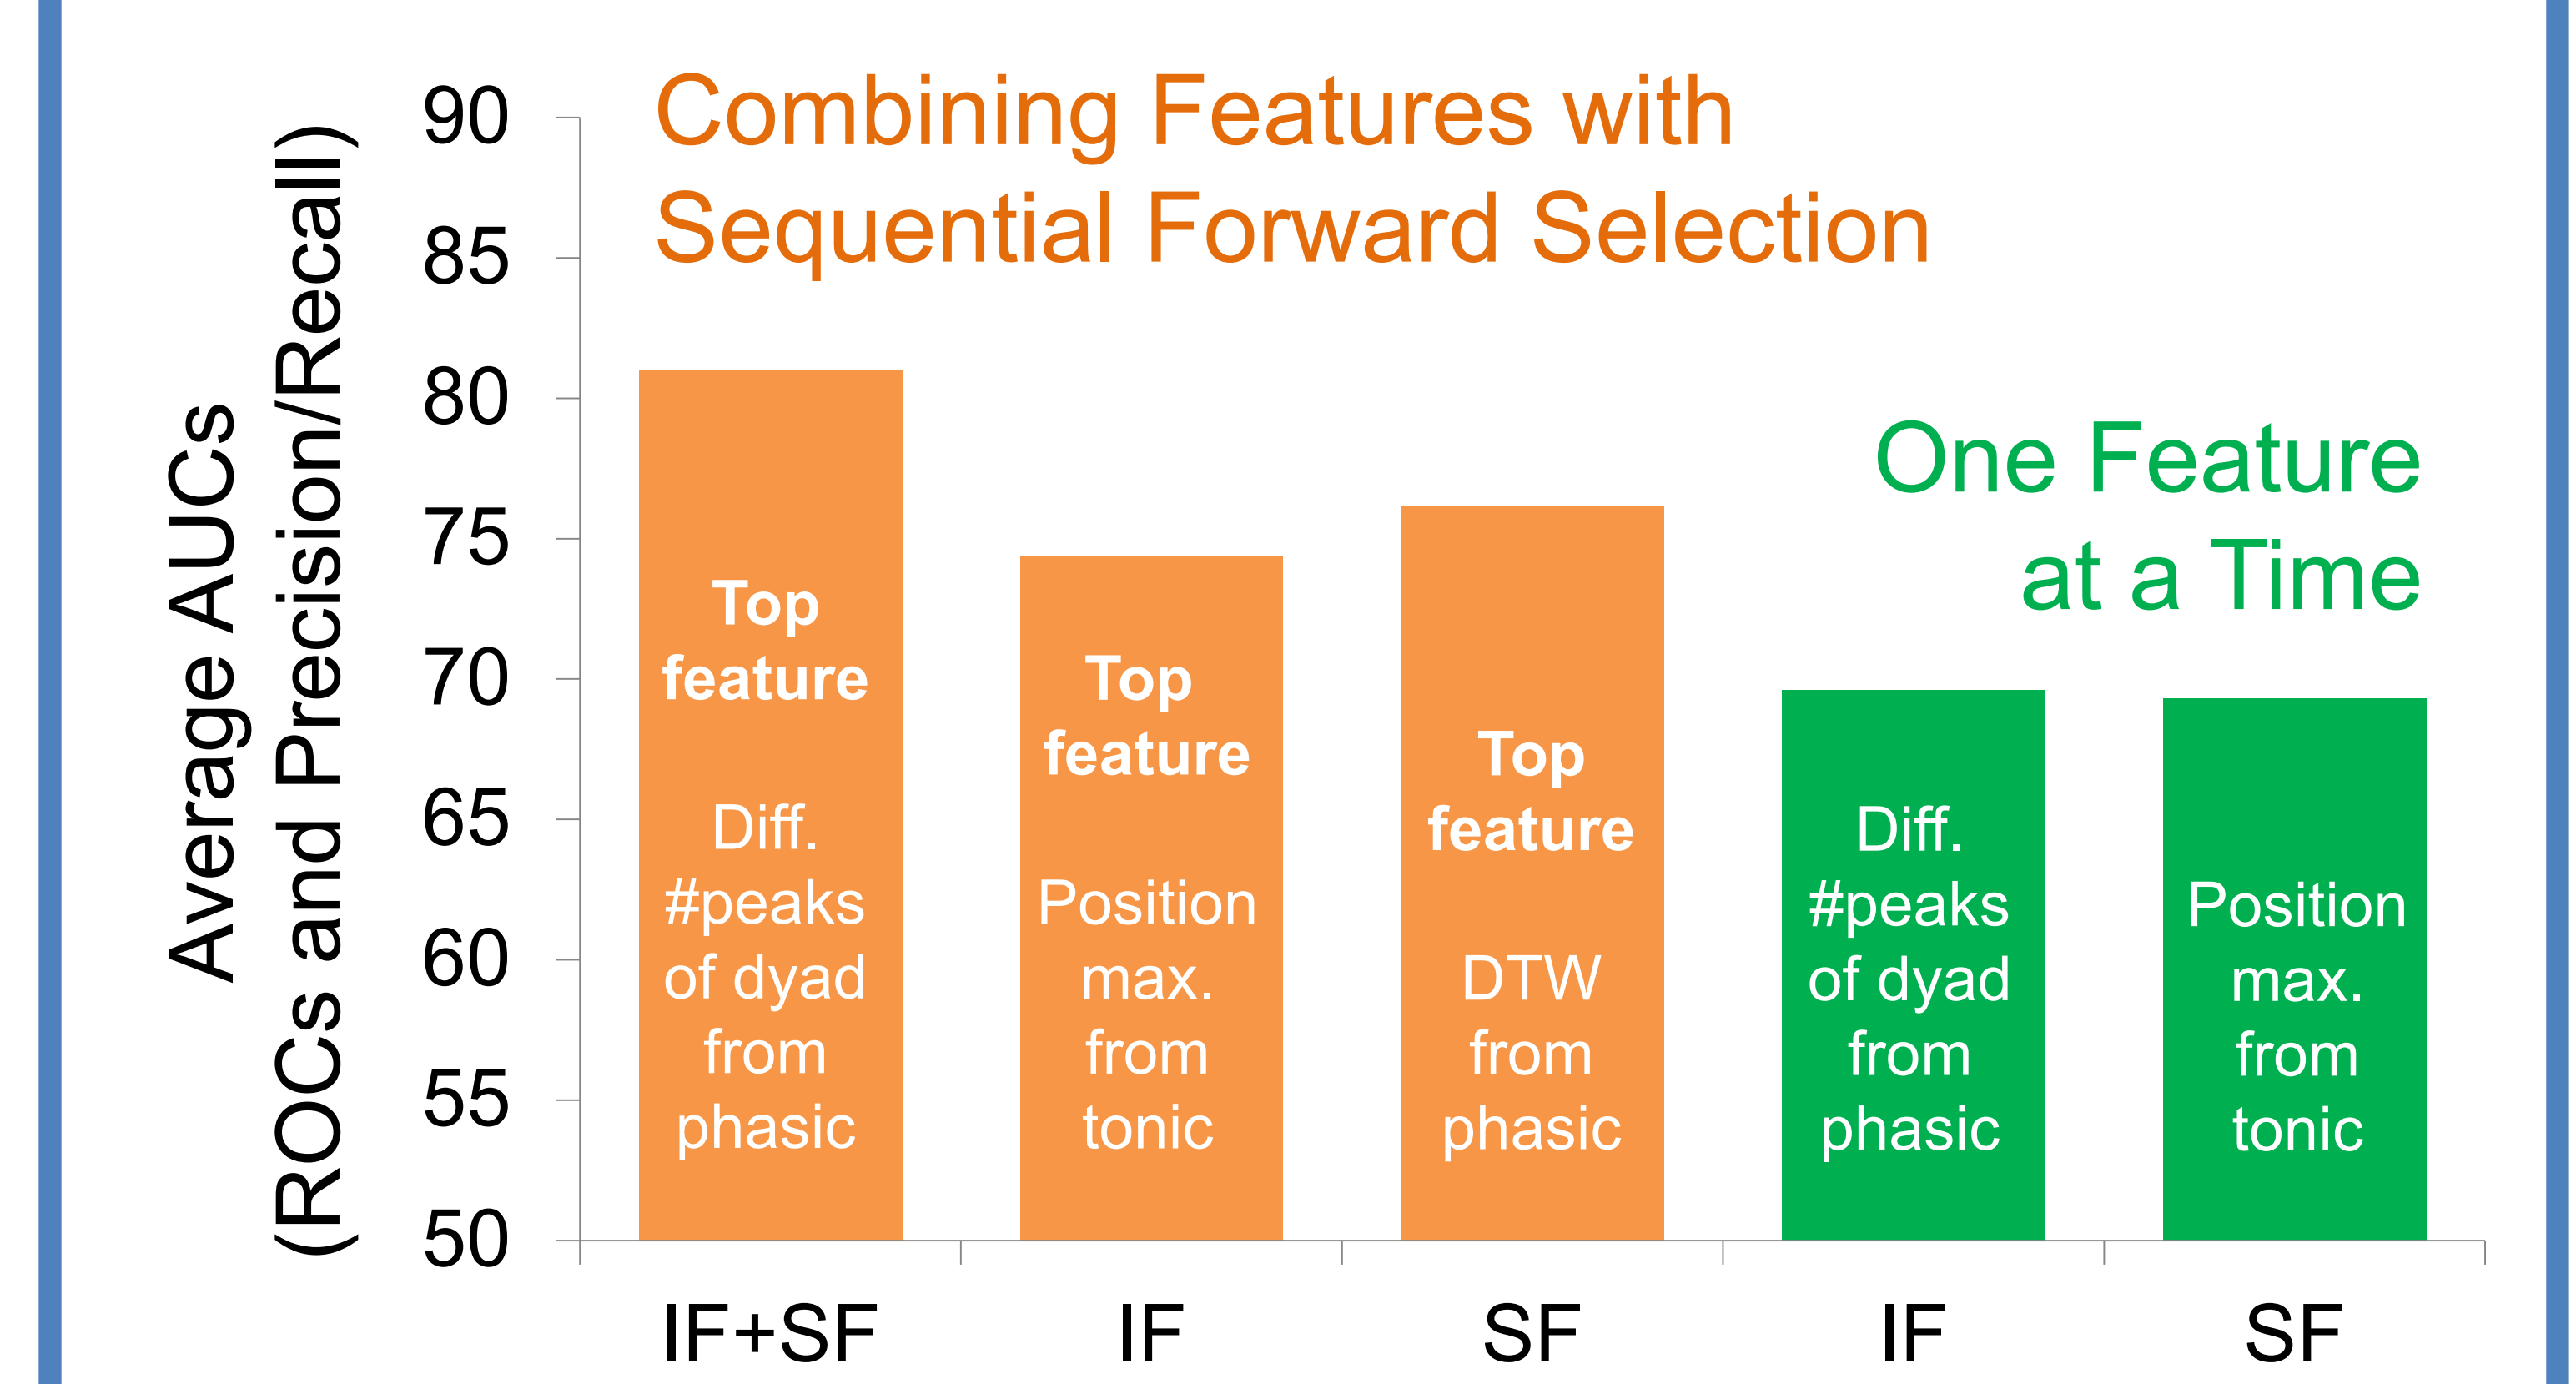 Combining Features with
Sequential Forward Selection
One Feature
at a Time
Average AUCs
(ROCs and Precision/Recall)
90
85
80
75
70
65
60
55
50
Top
feature
Diff.
#peaks
of dyad
from
phasic
Top
feature
Position
max.
from
tonic
Top
feature
DTW
from
phasic
Diff.
#peaks
of dyad
from
phasic
Position
max.
from
tonic
IF+SF
IF
SF
IF
SF